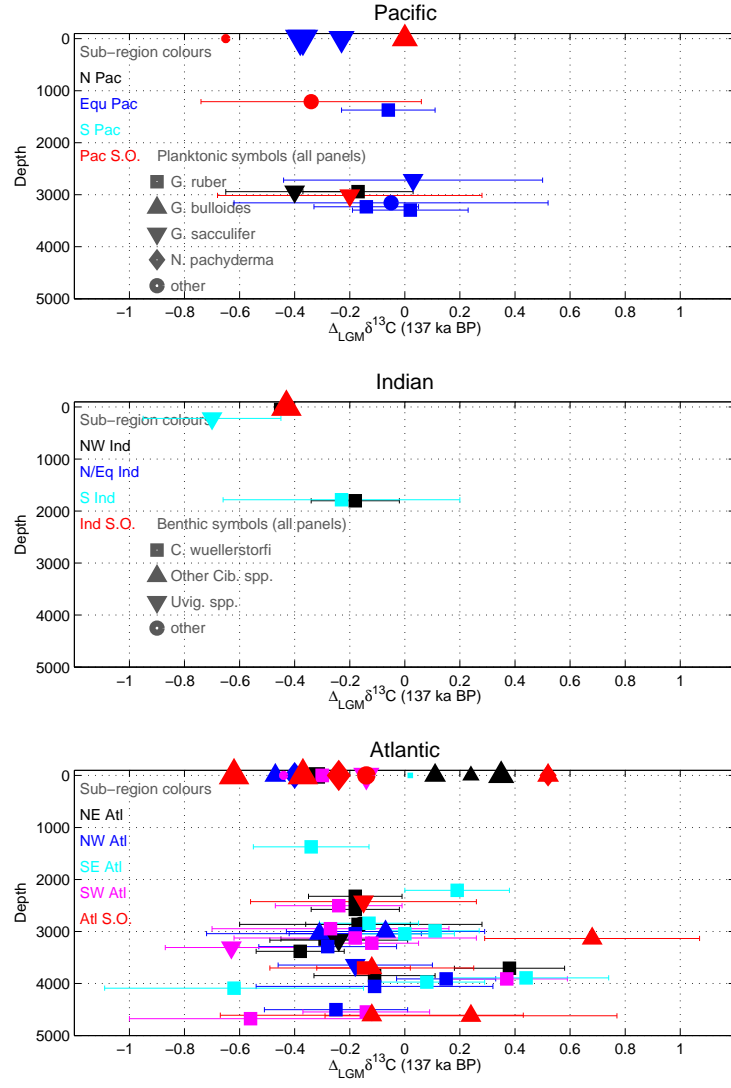 Pacific
0
1000
2000
3000
4000
5000
Depth
Sub-region colours
N Pac
Equ Pac
S Pac
Pac S.O.
Planktonic symbols (all panels)
G. ruber
G. bulloides
G. sacculifer
N. pachyderma
other
−1 −0.8 −0.6 −0.4 −0.2 0 0.2 0.4 0.6 0.8 1
Δ_LGM δ¹³C (137 ka BP)
Indian
0
1000
2000
3000
4000
5000
Depth
Sub-region colours
NW Ind
N/Eq Ind
S Ind
Ind S.O.
Benthic symbols (all panels)
C. wuellerstorfi
Other Cib. spp.
Uvig. spp.
other
−1 −0.8 −0.6 −0.4 −0.2 0 0.2 0.4 0.6 0.8 1
Δ_LGM δ¹³C (137 ka BP)
Atlantic
0
1000
2000
3000
4000
5000
Depth
Sub-region colours
NE Atl
NW Atl
SE Atl
SW Atl
Atl S.O.
−1 −0.8 −0.6 −0.4 −0.2 0 0.2 0.4 0.6 0.8 1
Δ_LGM δ¹³C (137 ka BP)